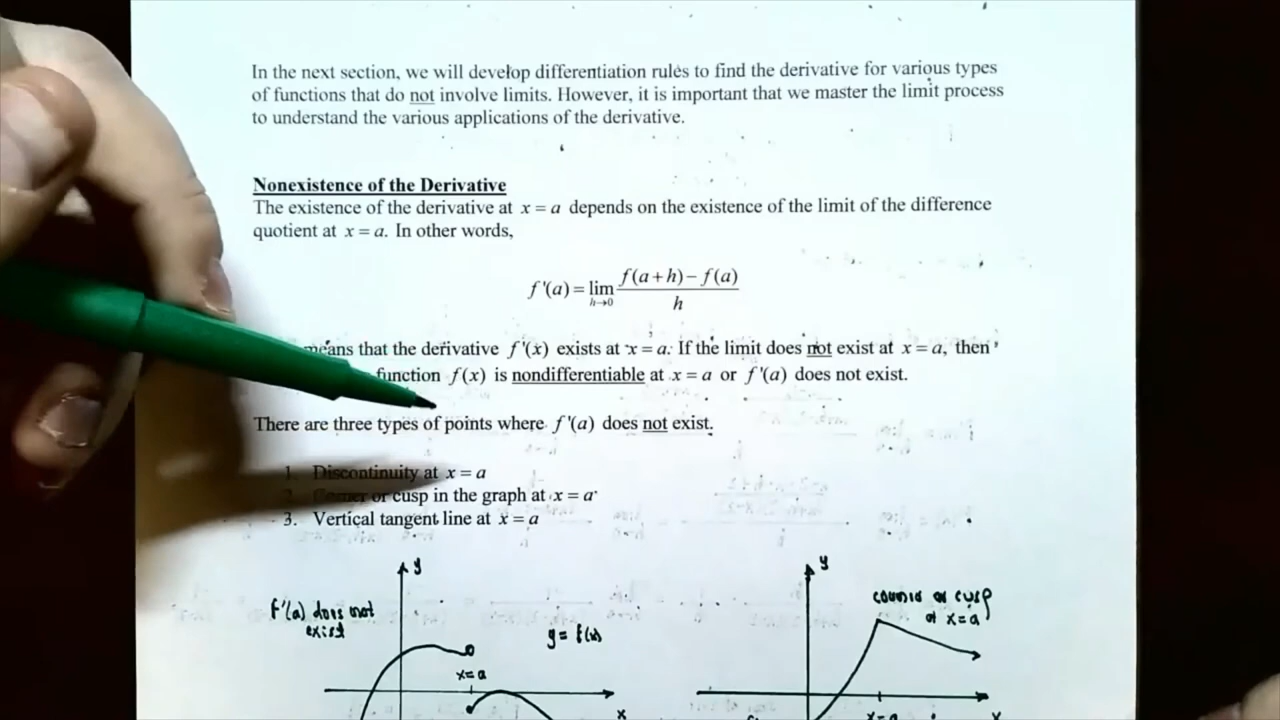 In the next section, we will develop differentiation rules to find the derivative for various types
of functions that do not involve limits. However, it is important that we master the limit process
to understand the various applications of the derivative.
Nonexistence of the Derivative
The existence of the derivative at x = a depends on the existence of the limit of the difference
quotient at x = a. In other words,
f '(a) = lim h→0 f(a+h) − f(a) / h
means that the derivative f '(x) exists at x = a. If the limit does not exist at x = a, then
function f(x) is nondifferentiable at x = a or f '(a) does not exist.
There are three types of points where f '(a) does not exist.
1. Discontinuity at x = a
2. Corner or cusp in the graph at x = a
3. Vertical tangent line at x = a
y
f'(a) does not
exist
y = f(x)
x=a
x
y
or cusp
at x=a
x=a
x